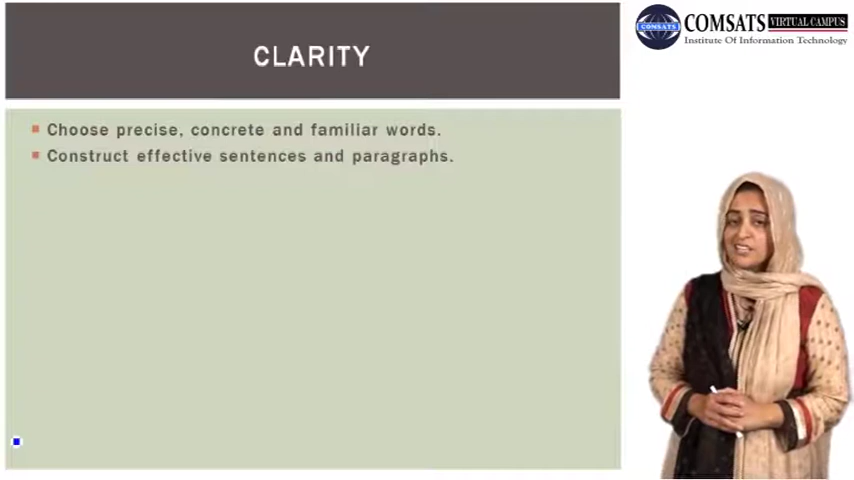 CLARITY
Choose precise, concrete and familiar words.
Construct effective sentences and paragraphs.
COMSATS
COMSATS VIRTUAL CAMPUS
Institute Of Information Technology